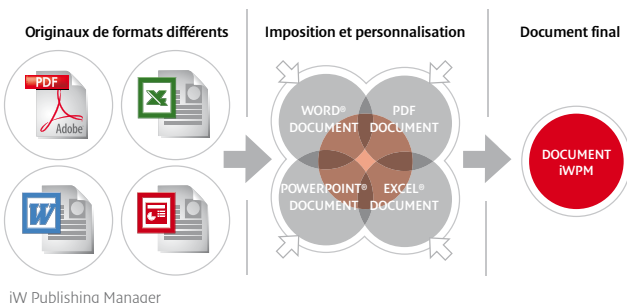 Originaux de formats différents
Imposition et personnalisation
Document final
PDF
Adobe
X
W
P
WORD®
DOCUMENT
PDF
DOCUMENT
POWERPOINT®
DOCUMENT
EXCEL®
DOCUMENT
DOCUMENT
iWPM
iW Publishing Manager